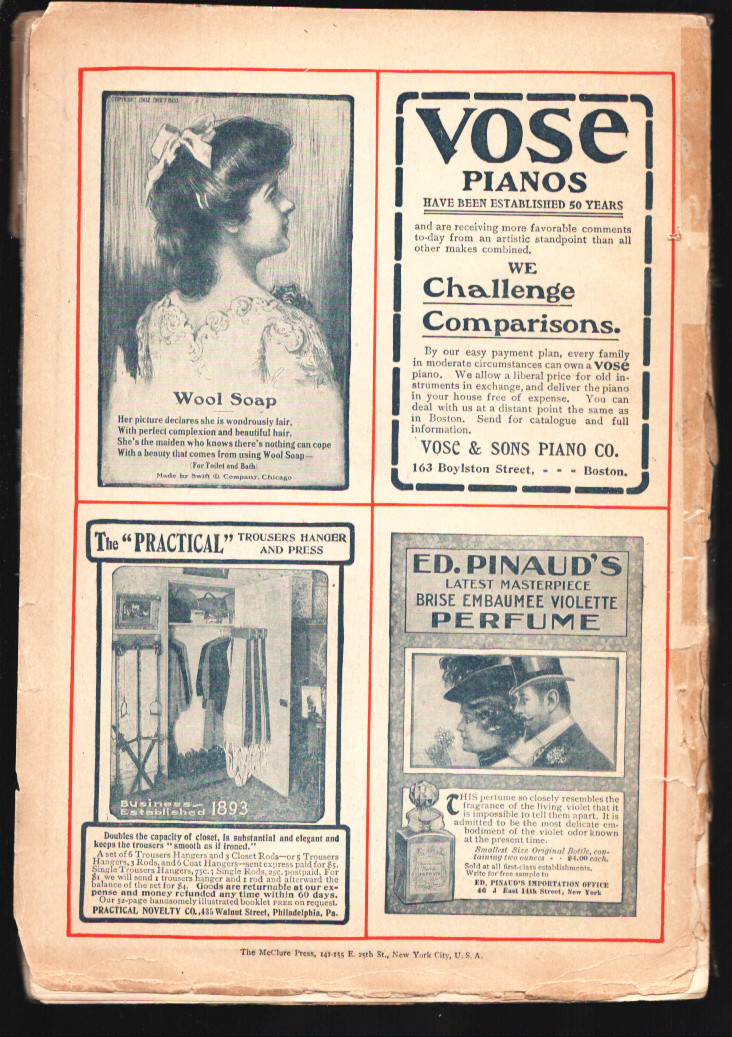 COPYRIGHT 1902 SWIFT & CO.
Wool Soap
Her picture declares she is wondrously fair,
With perfect complexion and beautiful hair.
She's the maiden who knows there's nothing can cope
With a beauty that comes from using Wool Soap—
(For Toilet and Bath)
Made by Swift & Company, Chicago
VOSE
PIANOS
HAVE BEEN ESTABLISHED 50 YEARS
and are receiving more favorable comments
to-day from an artistic standpoint than all
other makes combined.
WE
Challenge
Comparisons.
By our easy payment plan, every family
in moderate circumstances can own a VOSE
piano. We allow a liberal price for old in-
struments in exchange, and deliver the piano
in your house free of expense. You can
deal with us at a distant point the same as
in Boston. Send for catalogue and full
information.
VOSE & SONS PIANO CO.
163 Boylston Street, - - - Boston.
The "PRACTICAL" TROUSERS HANGER
AND PRESS
Business
Established 1893
Doubles the capacity of closet. Is substantial and elegant and
keeps the trousers "smooth as if ironed."
A set of 6 Trousers Hangers and 3 Closet Rods—or 5 Trousers
Hangers, 3 Rods, and 6 Coat Hangers—sent express paid for $5.
Single Trousers Hangers, 75c.; Single Rods, 25c. postpaid. For
$1, we will send 1 trousers hanger and 1 rod and afterward the
balance of the set for $4. Goods are returnable at our ex-
pense and money refunded any time within 60 days.
Our 52-page handsomely illustrated booklet FREE on request.
PRACTICAL NOVELTY CO., 435 Walnut Street, Philadelphia, Pa.
ED. PINAUD'S
LATEST MASTERPIECE
BRISE EMBAUMEE VIOLETTE
PERFUME
THIS perfume so closely resembles the
fragrance of the living violet that it
is impossible to tell them apart. It is
admitted to be the most delicate em-
bodiment of the violet odor known
at the present time.
Smallest Size Original Bottle, con-
taining two ounces - - $4.00 each.
Sold at all first-class establishments.
Write for free sample to
ED. PINAUD'S IMPORTATION OFFICE
46 J East 14th Street, New York
The McClure Press, 141-155 E. 25th St., New York City, U. S. A.